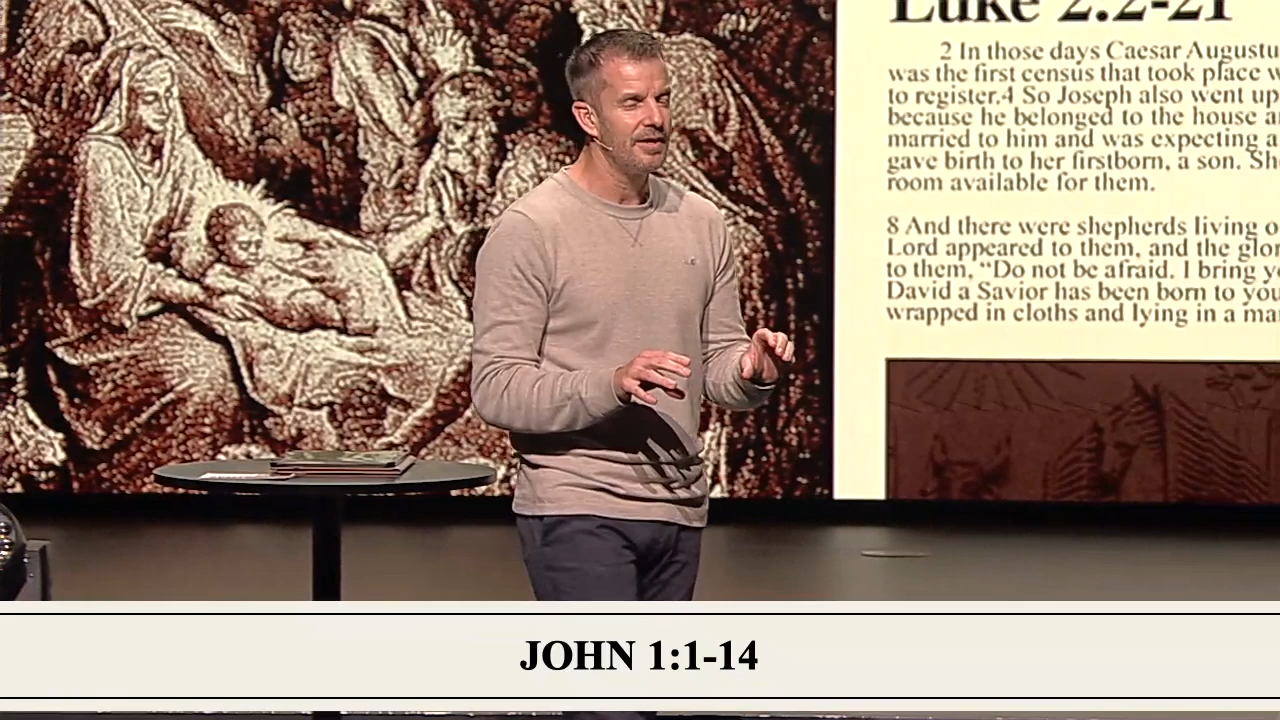 Luke 2:2-21
2 In those days Caesar Augustu
was the first census that took place w
to register.4 So Joseph also went up
because he belonged to the house a
married to him and was expecting a
gave birth to her firstborn, a son. Sh
room available for them.
8 And there were shepherds living o
Lord appeared to them, and the glor
to them, “Do not be afraid. I bring y
David a Savior has been born to you
wrapped in cloths and lying in a ma
JOHN 1:1-14